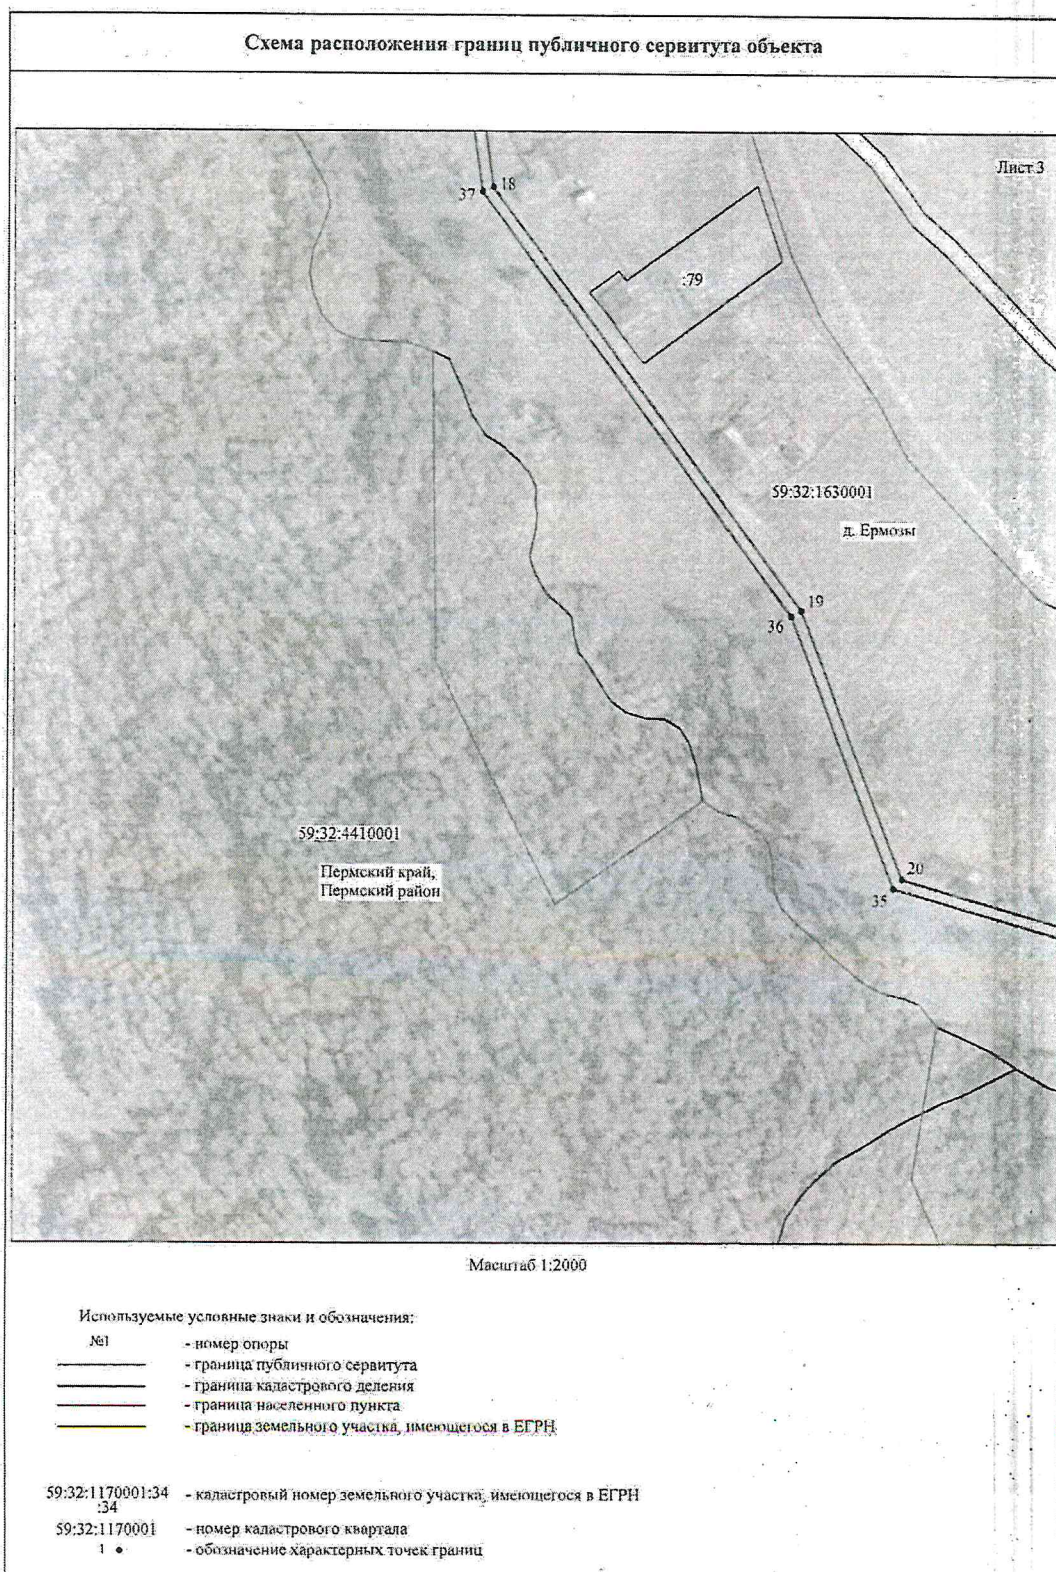 Схема расположения границ публичного сервитута объекта
Лист 3
37
18
:79
59:32:1630001
д. Ермозы
19
36
59:32:4410001
Пермский край,
Пермский район
20
35
Масштаб 1:2000
Используемые условные знаки и обозначения:
№1 - номер опоры
- граница публичного сервитута
- граница кадастрового деления
- граница населенного пункта
- граница земельного участка, имеющегося в ЕГРН
59:32:1170001:34 - кадастровый номер земельного участка, имеющегося в ЕГРН
:34
59:32:1170001 - номер кадастрового квартала
1 - обозначение характерных точек границ